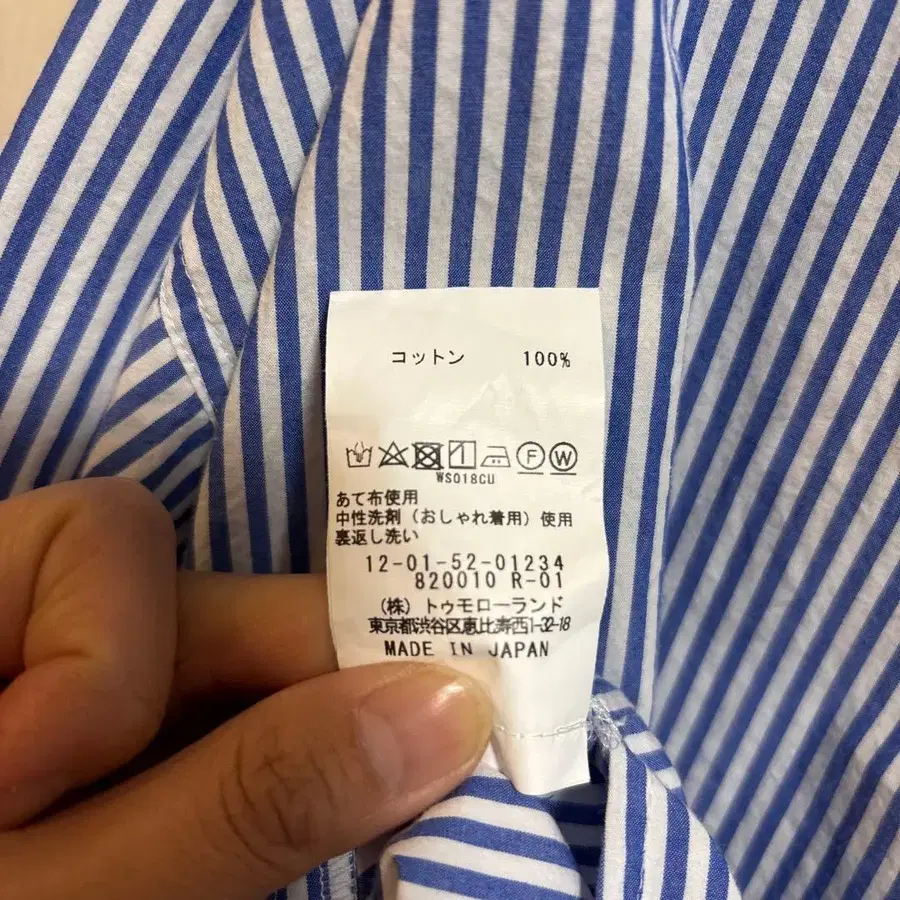 コットン 100%
F W
WS018CU
あて布使用
中性洗剤（おしゃれ着用）使用
裏返し洗い
12-01-52-01234
820010 R-01
（株）トゥモローランド
東京都渋谷区恵比寿西1-32-18
MADE IN JAPAN